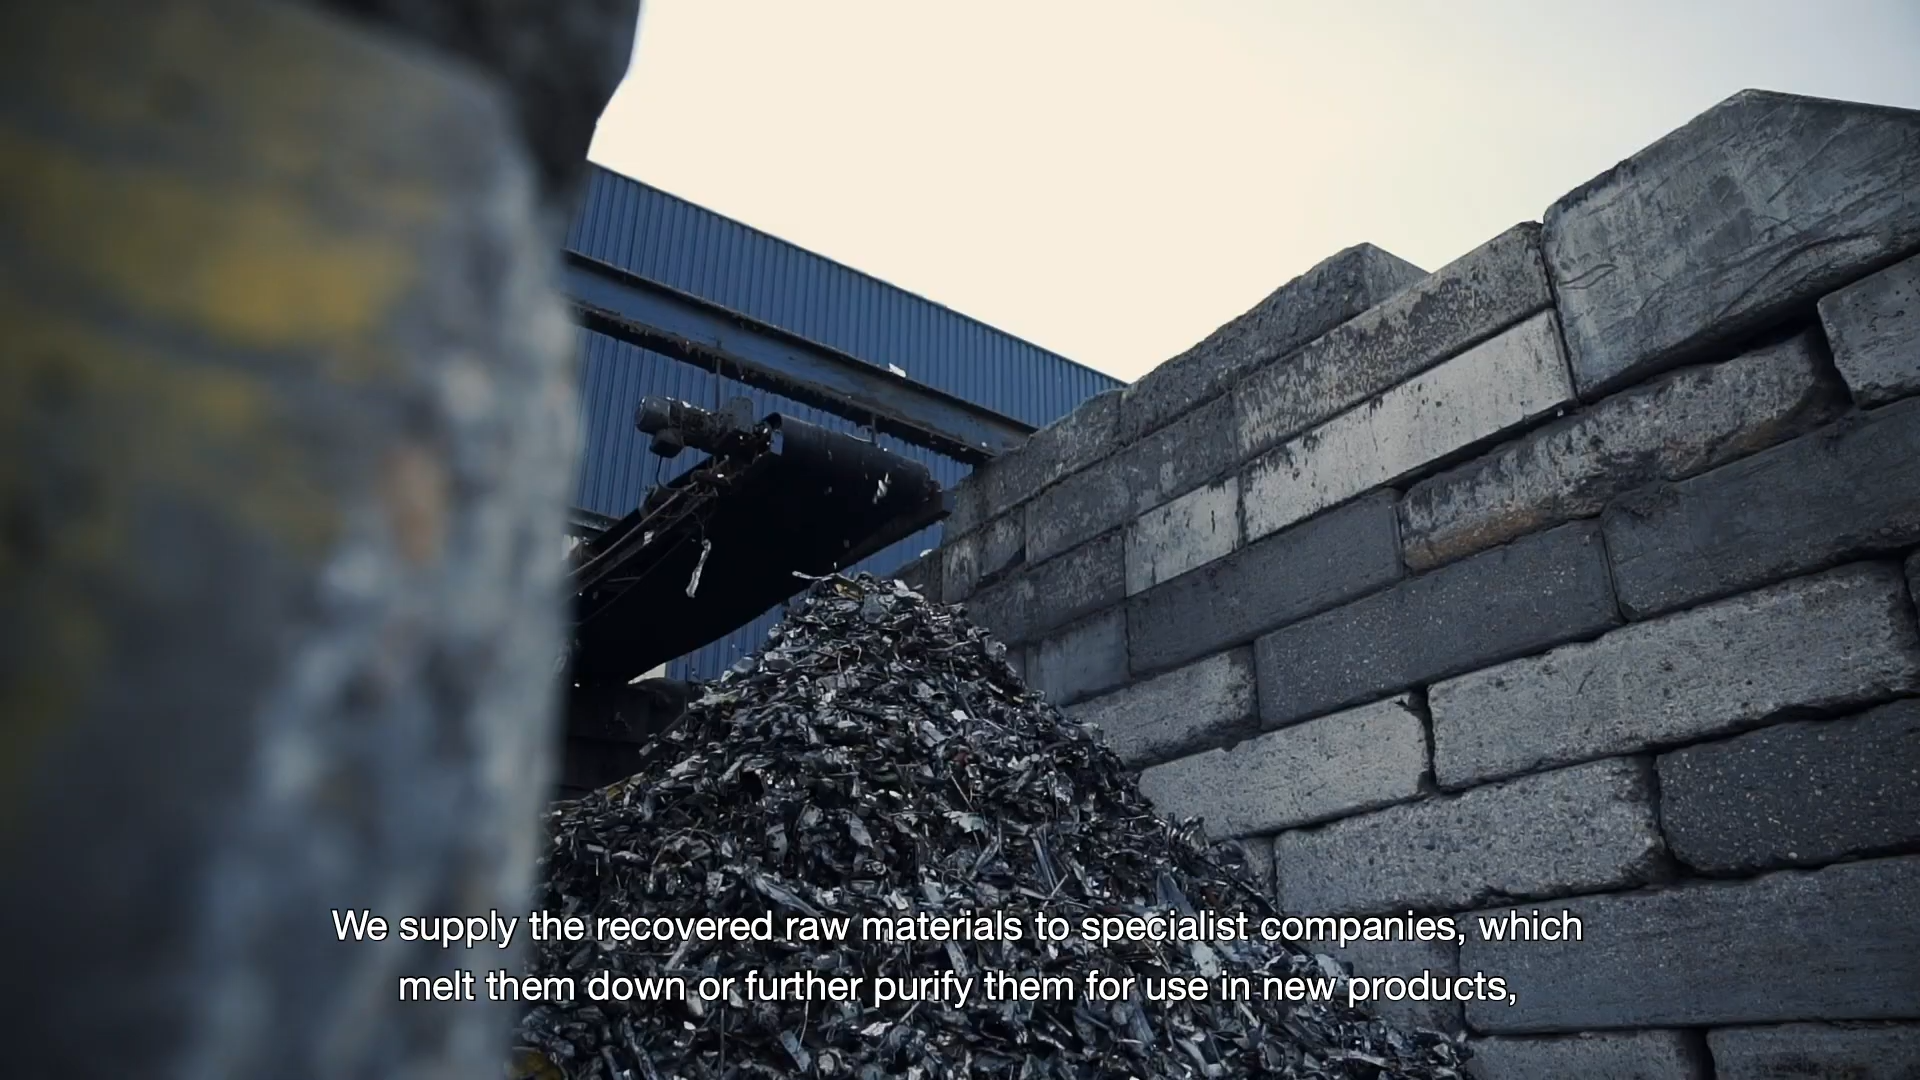 We supply the recovered raw materials to specialist companies, which
melt them down or further purify them for use in new products,